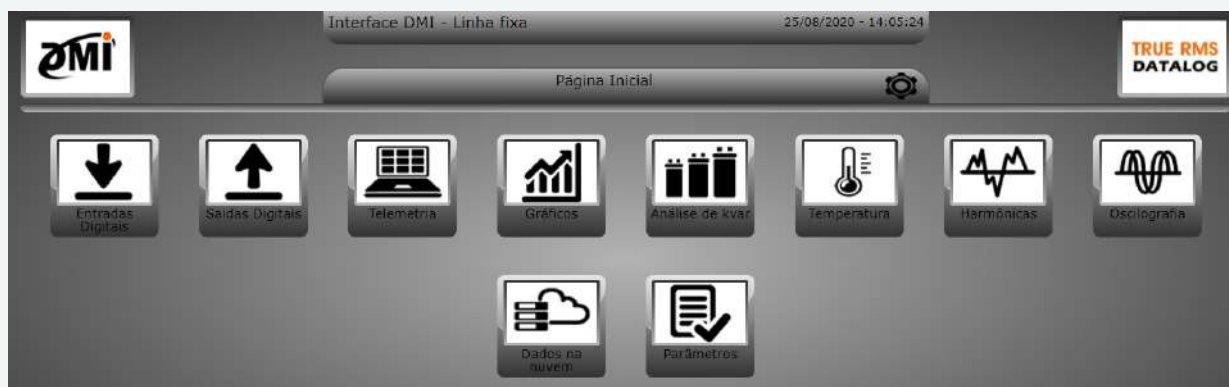 Interface DMI - Linha fixa
25/08/2020 - 14:05:24
DMi
TRUE RMS
DATALOG
Página Inicial
Entradas
Digitais
Saídas Digitais
Telemetria
Gráficos
Análise de kvar
Temperatura
Harmônicas
Oscilografia
Dados na
nuvem
Parâmetros